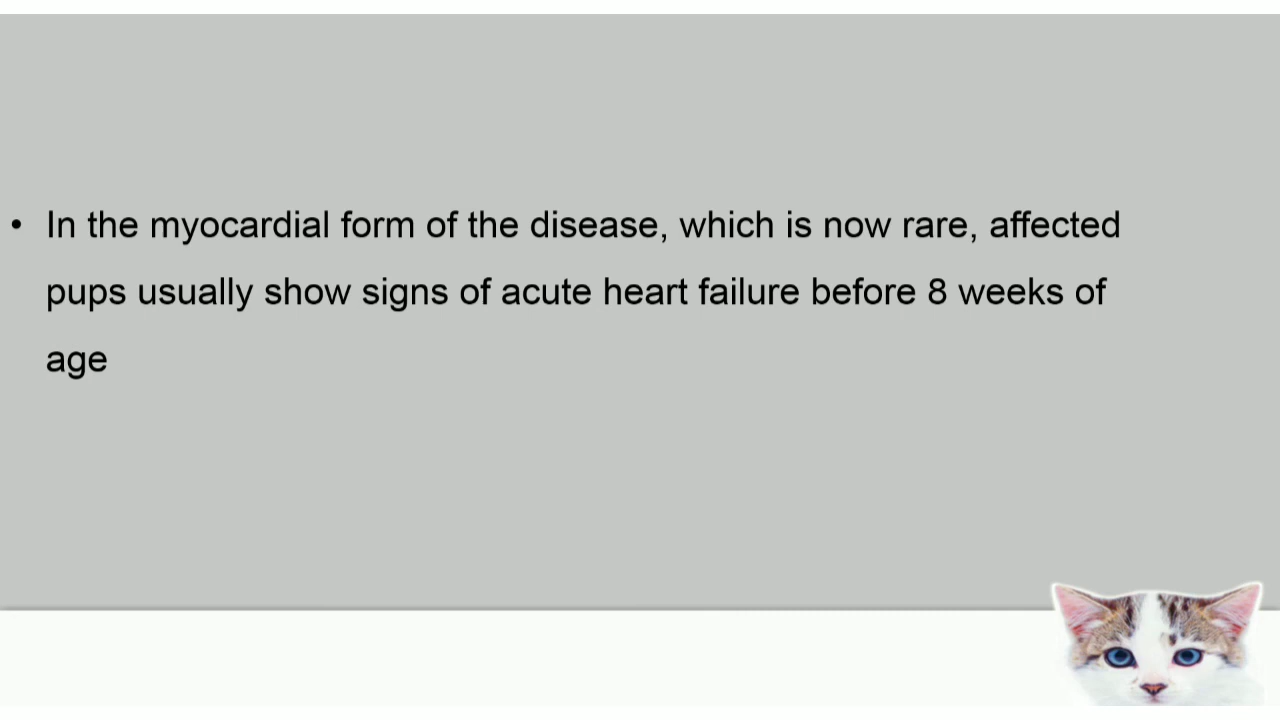 • In the myocardial form of the disease, which is now rare, affected
pups usually show signs of acute heart failure before 8 weeks of
age